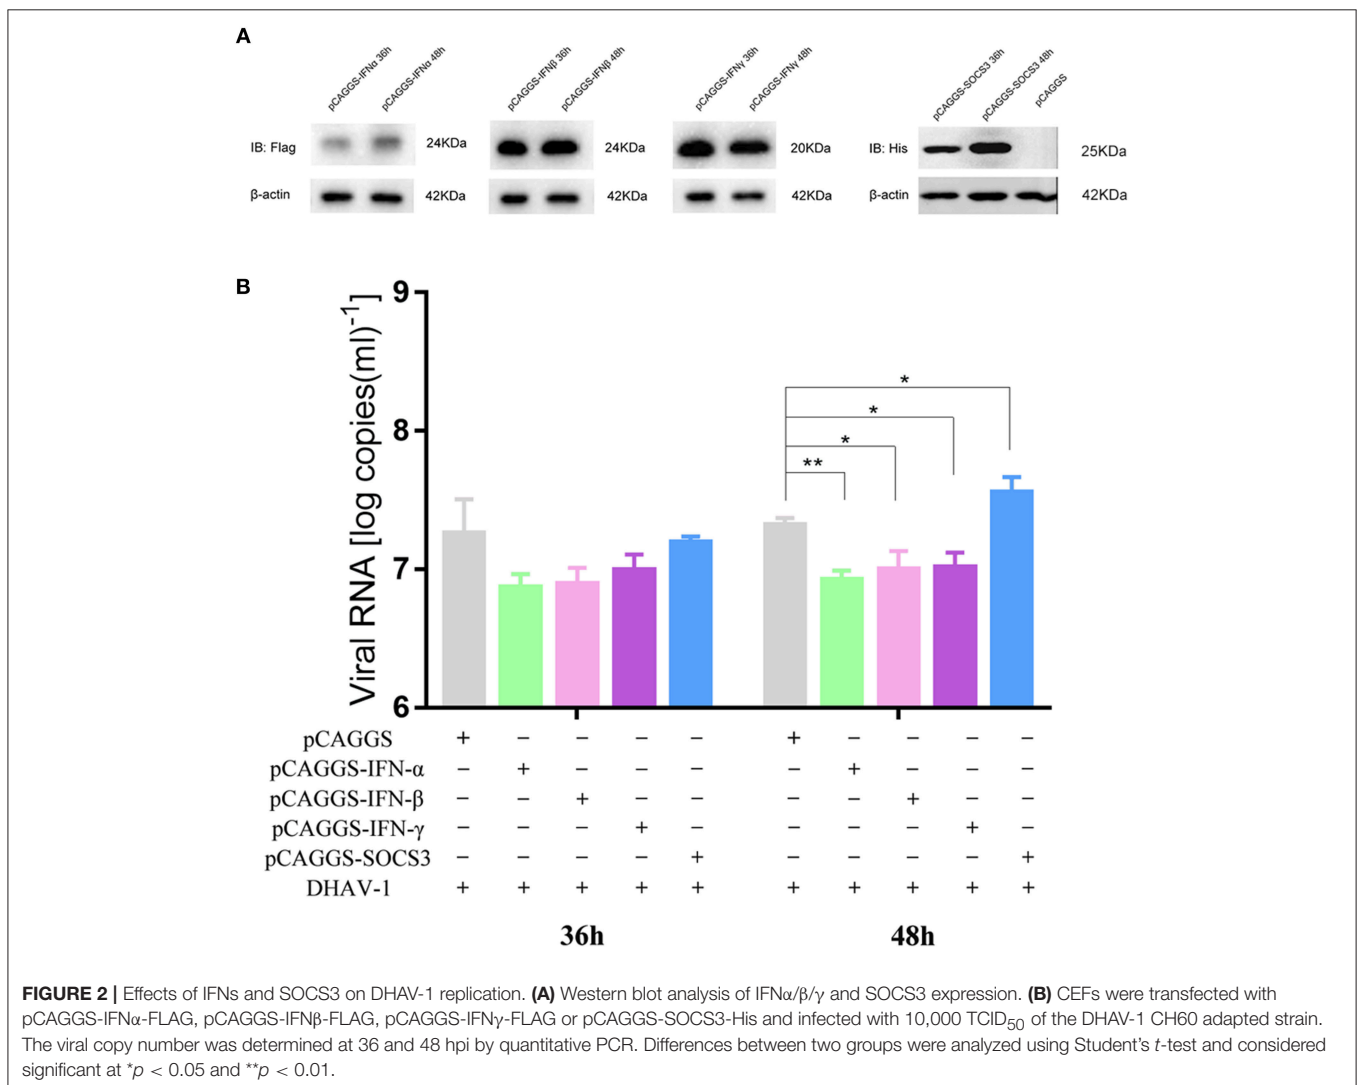 A
pCAGGS-IFNα 36h
pCAGGS-IFNα 48h
pCAGGS-IFNβ 36h
pCAGGS-IFNβ 48h
pCAGGS-IFNγ 36h
pCAGGS-IFNγ 48h
pCAGGS-SOCS3 36h
pCAGGS-SOCS3 48h
pCAGGS
IB: Flag 24KDa 24KDa 20KDa IB: His 25KDa
β-actin 42KDa 42KDa 42KDa β-actin 42KDa
B
Viral RNA [log copies(ml)⁻¹]
9
8
7
6
*
*
*
**
pCAGGS + − − − − + − − − −
pCAGGS-IFN-α − + − − − − + − − −
pCAGGS-IFN-β − − + − − − − + − −
pCAGGS-IFN-γ − − − + − − − − + −
pCAGGS-SOCS3 − − − − + − − − − +
DHAV-1 + + + + + + + + + +
36h 48h
FIGURE 2 | Effects of IFNs and SOCS3 on DHAV-1 replication. (A) Western blot analysis of IFNα/β/γ and SOCS3 expression. (B) CEFs were transfected with
pCAGGS-IFNα-FLAG, pCAGGS-IFNβ-FLAG, pCAGGS-IFNγ-FLAG or pCAGGS-SOCS3-His and infected with 10,000 TCID₅₀ of the DHAV-1 CH60 adapted strain.
The viral copy number was determined at 36 and 48 hpi by quantitative PCR. Differences between two groups were analyzed using Student's t-test and considered
significant at *p < 0.05 and **p < 0.01.